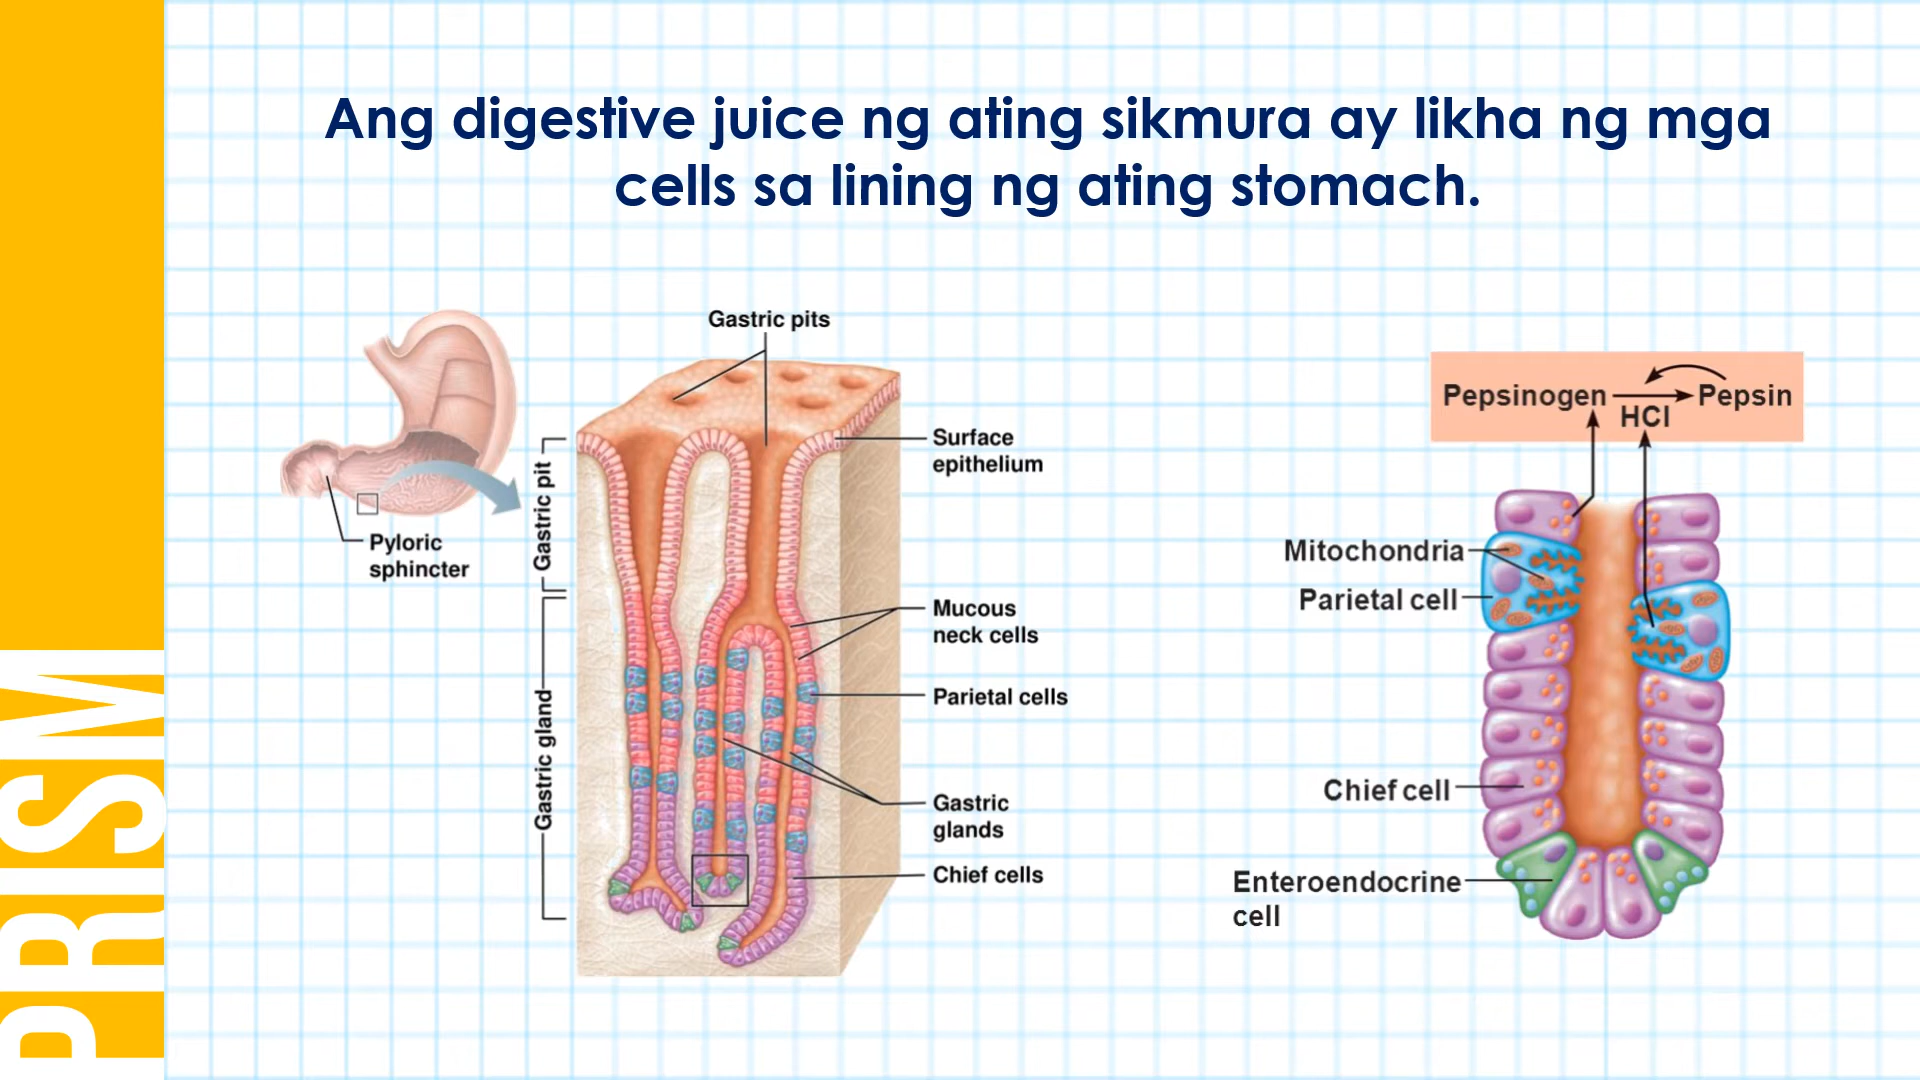 Ang digestive juice ng ating sikmura ay likha ng mga
cells sa lining ng ating stomach.
Gastric pits
Surface
epithelium
Gastric pit
Pyloric
sphincter
Mucous
neck cells
Parietal cells
Gastric gland
Gastric
glands
Chief cells
Pepsinogen
HCl
Pepsin
Mitochondria
Parietal cell
Chief cell
Enteroendocrine
cell
PRISM